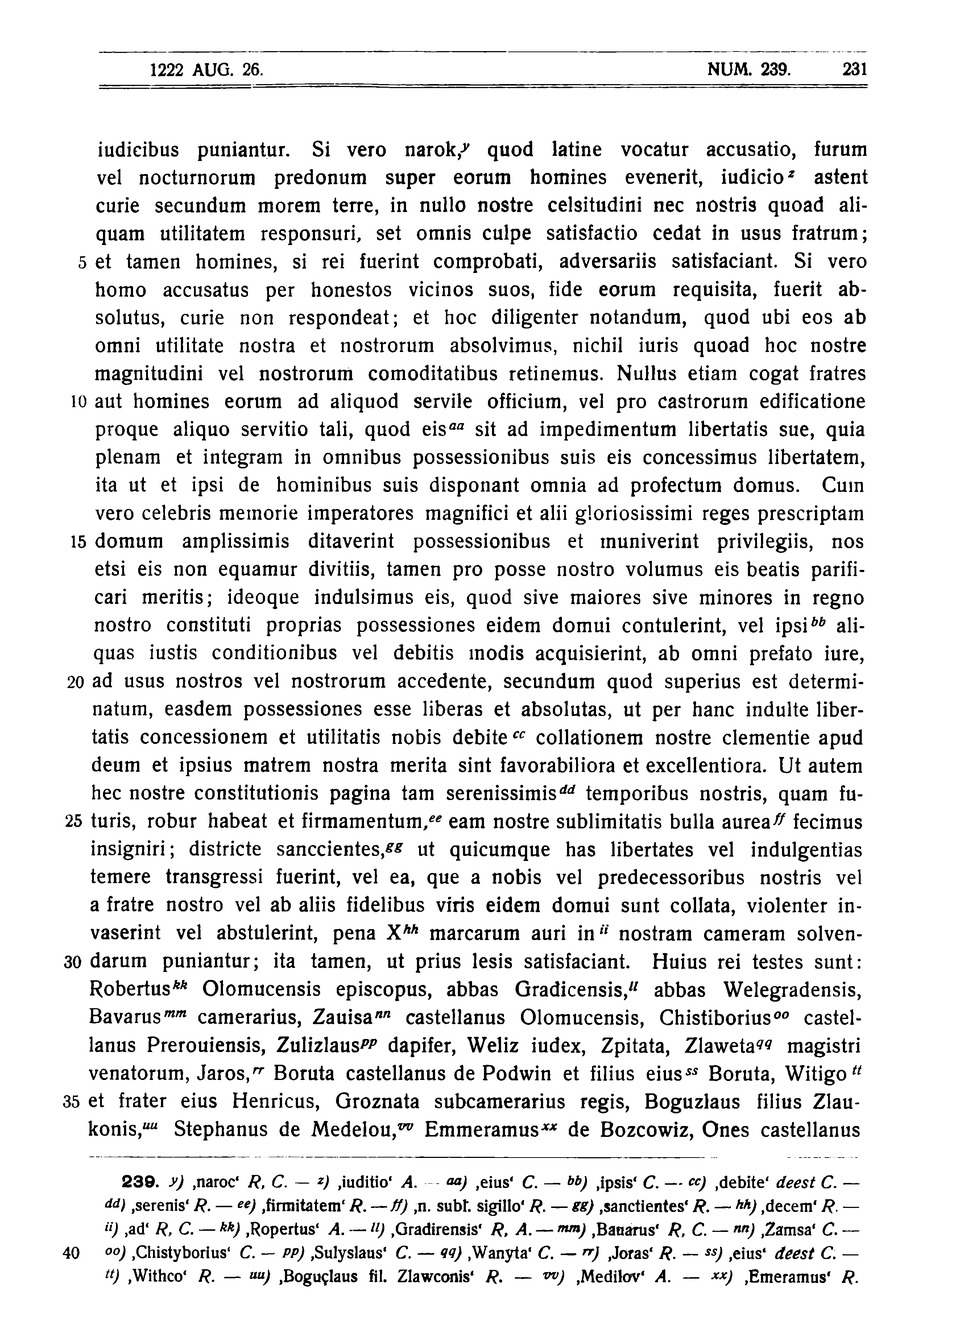 1222 AUG. 26. NUM. 239. 231
iudicibus puniantur. Si vero narok,y quod latine vocatur accusatio, furum
vel nocturnorum predonum super eorum homines evenerit, iudicio z astent
curie secundum morem terre, in nullo nostre celsitudini nec nostris quoad ali-
quam utilitatem responsuri, set omnis culpe satisfactio cedat in usus fratrum;
5 et tamen homines, si rei fuerint comprobati, adversariis satisfaciant. Si vero
homo accusatus per honestos vicinos suos, fide eorum requisita, fuerit ab-
solutus, curie non respondeat; et hoc diligenter notandum, quod ubi eos ab
omni utilitate nostra et nostrorum absolvimus, nichil iuris quoad hoc nostre
magnitudini vel nostrorum comoditatibus retinemus. Nullus etiam cogat fratres
10 aut homines eorum ad aliquod servile officium, vel pro castrorum edificatione
proque aliquo servitio tali, quod eis aa sit ad impedimentum libertatis sue, quia
plenam et integram in omnibus possessionibus suis eis concessimus libertatem,
ita ut et ipsi de hominibus suis disponant omnia ad profectum domus. Cum
vero celebris memorie imperatores magnifici et alii gloriosissimi reges prescriptam
15 domum amplissimis ditaverint possessionibus et muniverint privilegiis, nos
etsi eis non equamur divitiis, tamen pro posse nostro volumus eis beatis parifi-
cari meritis; ideoque indulsimus eis, quod sive maiores sive minores in regno
nostro constituti proprias possessiones eidem domui contulerint, vel ipsi bb ali-
quas iustis conditionibus vel debitis modis acquisierint, ab omni prefato iure,
20 ad usus nostros vel nostrorum accedente, secundum quod superius est determi-
natum, easdem possessiones esse liberas et absolutas, ut per hanc indulte liber-
tatis concessionem et utilitatis nobis debite cc collationem nostre clementie apud
deum et ipsius matrem nostra merita sint favorabiliora et excellentiora. Ut autem
hec nostre constitutionis pagina tam serenissimis dd temporibus nostris, quam fu-
25 turis, robur habeat et firmamentum,ee eam nostre sublimitatis bulla aurea ff fecimus
insigniri; districte sanccientes,gg ut quicumque has libertates vel indulgentias
temere transgressi fuerint, vel ea, que a nobis vel predecessoribus nostris vel
a fratre nostro vel ab aliis fidelibus viris eidem domui sunt collata, violenter in-
vaserint vel abstulerint, pena X hh marcarum auri in ii nostram cameram solven-
30 darum puniantur; ita tamen, ut prius lesis satisfaciant. Huius rei testes sunt:
Robertus kk Olomucensis episcopus, abbas Gradicensis,ll abbas Welegradensis,
Bavarus mm camerarius, Zauisa nn castellanus Olomucensis, Chistiborius oo castel-
lanus Prerouiensis, Zulizlaus pp dapifer, Weliz iudex, Zpitata, Zlaweta qq magistri
venatorum, Jaros,rr Boruta castellanus de Podwin et filius eius ss Boruta, Witigo tt
35 et frater eius Henricus, Groznata subcamerarius regis, Boguzlaus filius Zlau-
konis,uu Stephanus de Medelou,vv Emmeramus xx de Bozcowiz, Ones castellanus
239. y) ‚naroc‘ R, C. — z) ‚iuditio‘ A. — aa) ‚eius‘ C. — bb) ‚ipsis‘ C. — cc) ‚debite‘ deest C. —
dd) ‚serenis‘ R. — ee) ‚firmitatem‘ R. — ff) ‚n. subl. sigillo‘ R. — gg) ‚sanctientes‘ R. — hh) ‚decem‘ R. —
ii) ‚ad‘ R, C. — kk) ‚Ropertus‘ A. — ll) ‚Gradirensis‘ R, A. — mm) ‚Banarus‘ R, C. — nn) ‚Zamsa‘ C. —
40 oo) ‚Chistyborius‘ C. — pp) ‚Sulyslaus‘ C. — qq) ‚Wanyta‘ C. — rr) ‚Joras‘ R. — ss) ‚eius‘ deest C. —
tt) ‚Withco‘ R. — uu) ‚Boguçlaus fil. Zlawconis‘ R. — vv) ‚Medilov‘ A. — xx) ‚Emeramus‘ R.